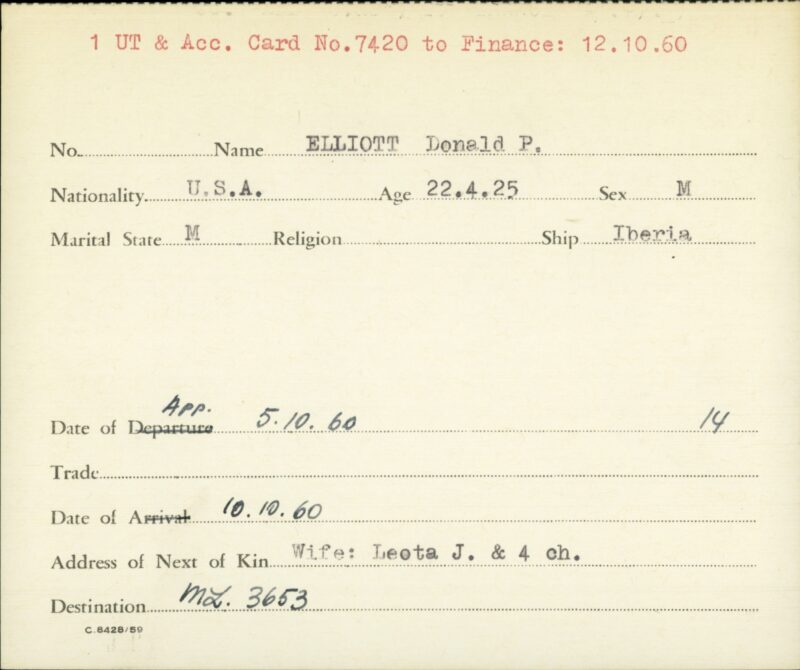 1 UT & Acc. Card No.7420 to Finance: 12.10.60
No. Name ELLIOTT Donald P.
Nationality U.S.A. Age 22.4.25 Sex M
Marital State M Religion Ship Iberia
App.
Date of Departure 5.10.60 14
Trade
Date of Arrival 10.10.60
Address of Next of Kin Wife: Leota J. & 4 ch.
Destination ML. 3653
C.8428/59